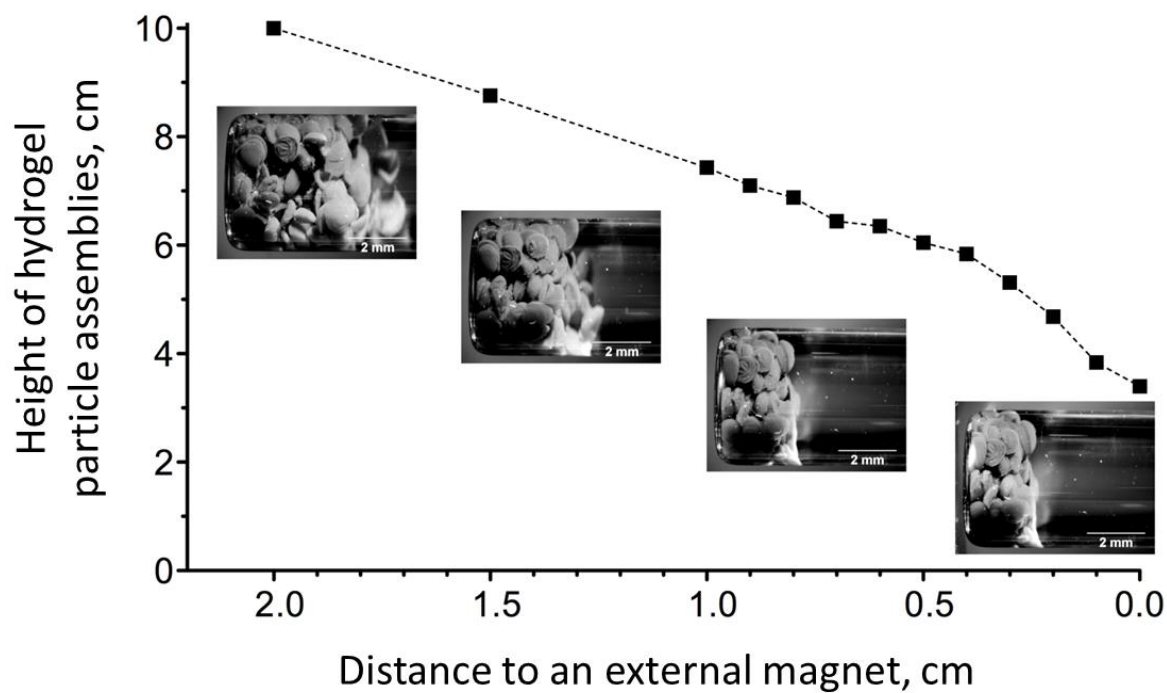 Height of hydrogel
particle assemblies, cm
10
8
6
4
2
0
2 mm
2 mm
2 mm
2 mm
2.0
1.5
1.0
0.5
0.0
Distance to an external magnet, cm